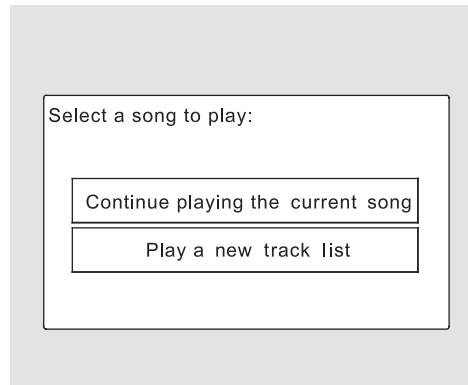 Select a song to play:
Continue playing the current song
Play a new track list